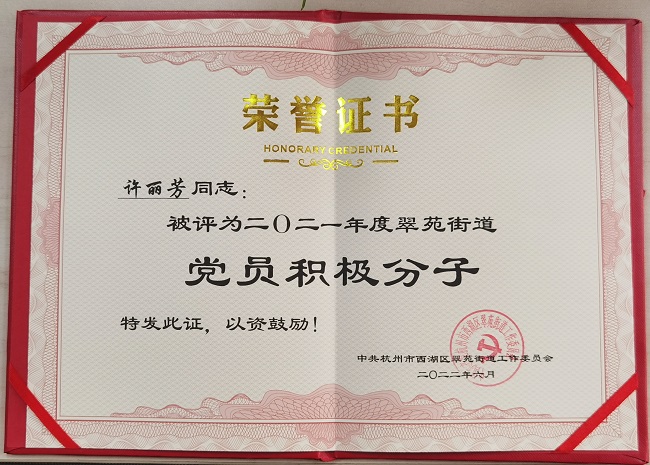 荣誉证书
HONORARY CREDENTIAL
许丽芳同志：
被评为二〇二一年度翠苑街道
党员积极分子
特发此证，以资鼓励！
中共杭州市西湖区翠苑街道工作委员会
二〇二二年六月